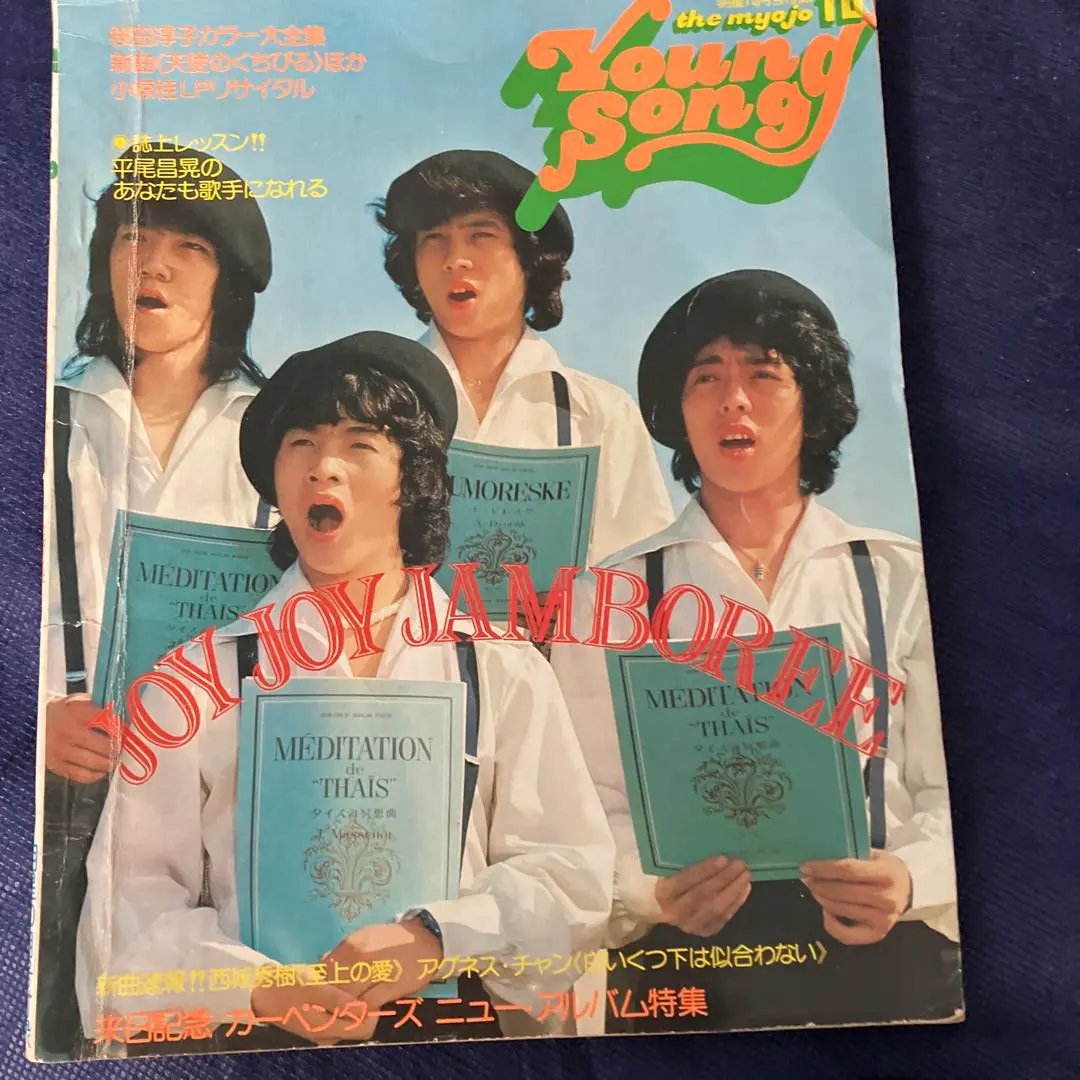 桜田淳子カラー大全集
新曲〈天使のくちびる〉ほか
小椋桂LPリサイタル
誌上レッスン!!
平尾昌晃の
あなたも歌手になれる
the myojo 10
Young
Song
UMORESKE
MÉDITATION
de
"THAÏS"
MÉDITATION
de
"THAÏS"
タイスの瞑想曲
J. Massenet
MÉDITATION
de
"THAÏS"
タイスの瞑想曲
JOY JOY JAMBOREE
新曲速報!!西城秀樹《至上の愛》 アグネス・チャン《白いくつ下は似合わない》
来日記念 カーペンターズ ニュー・アルバム特集